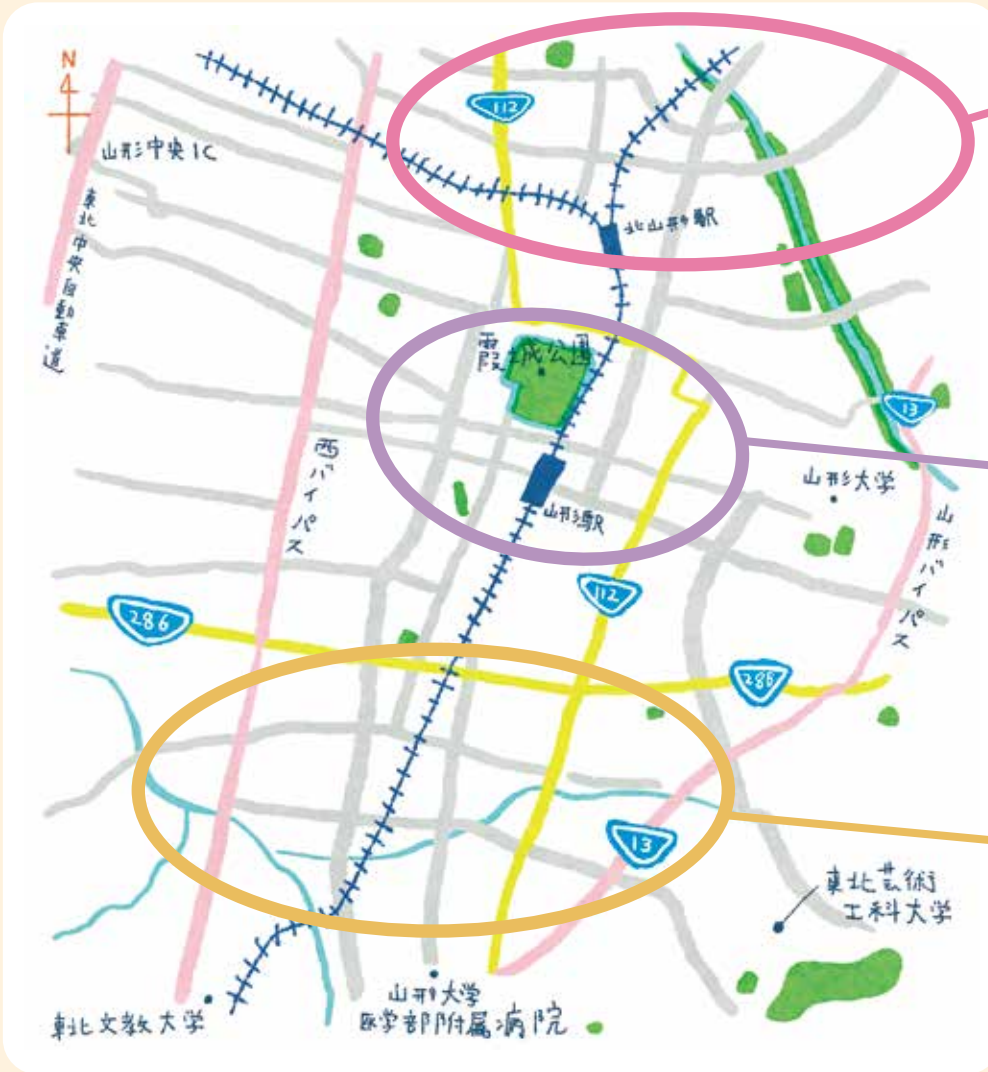 N
112
山形中央IC
東北中央自動車道
北山形駅
霞城公園
13
西バイパス
山形大学
山形駅
山形バイパス
112
286
286
13
東北芸術
工科大学
山形大学
医学部附属病院
東北文教大学